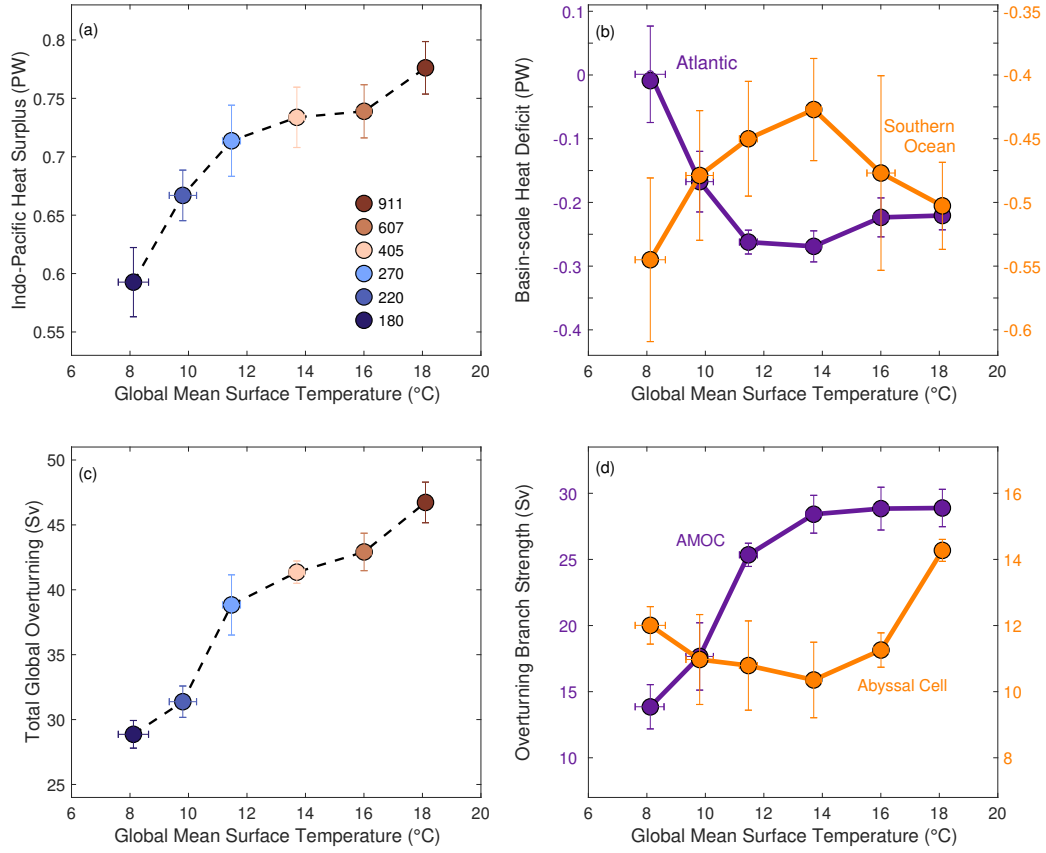 (a)
Indo-Pacific Heat Surplus (PW)
0.8
0.75
0.7
0.65
0.6
0.55
911
607
405
270
220
180
6 8 10 12 14 16 18 20
Global Mean Surface Temperature (°C)
(b)
Basin-scale Heat Deficit (PW)
0.1
0
-0.1
-0.2
-0.3
-0.4
Atlantic
Southern
Ocean
-0.35
-0.4
-0.45
-0.5
-0.55
-0.6
6 8 10 12 14 16 18 20
Global Mean Surface Temperature (°C)
(c)
Total Global Overturning (Sv)
50
45
40
35
30
25
6 8 10 12 14 16 18 20
Global Mean Surface Temperature (°C)
(d)
Overturning Branch Strength (Sv)
30
25
20
15
10
AMOC
Abyssal Cell
16
14
12
10
8
6 8 10 12 14 16 18 20
Global Mean Surface Temperature (°C)